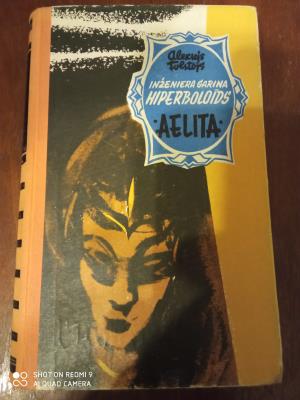 Aleksejs
Tolstojs
INŽENIERA GARINA
HIPERBOLOIDS
·AELITA·
SHOT ON REDMI 9
AI QUAD CAMERA